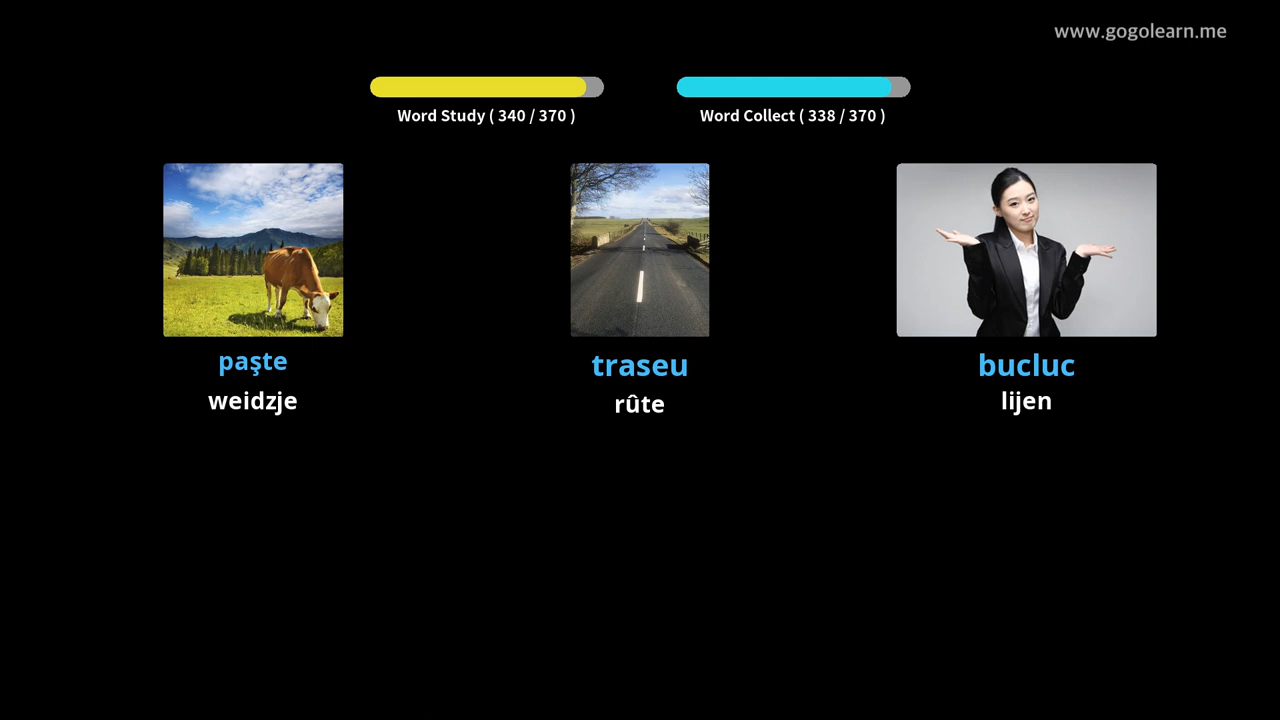 www.gogolearn.me
Word Study ( 340 / 370 )
Word Collect ( 338 / 370 )
paşte
traseu
bucluc
weidzje
rûte
lijen